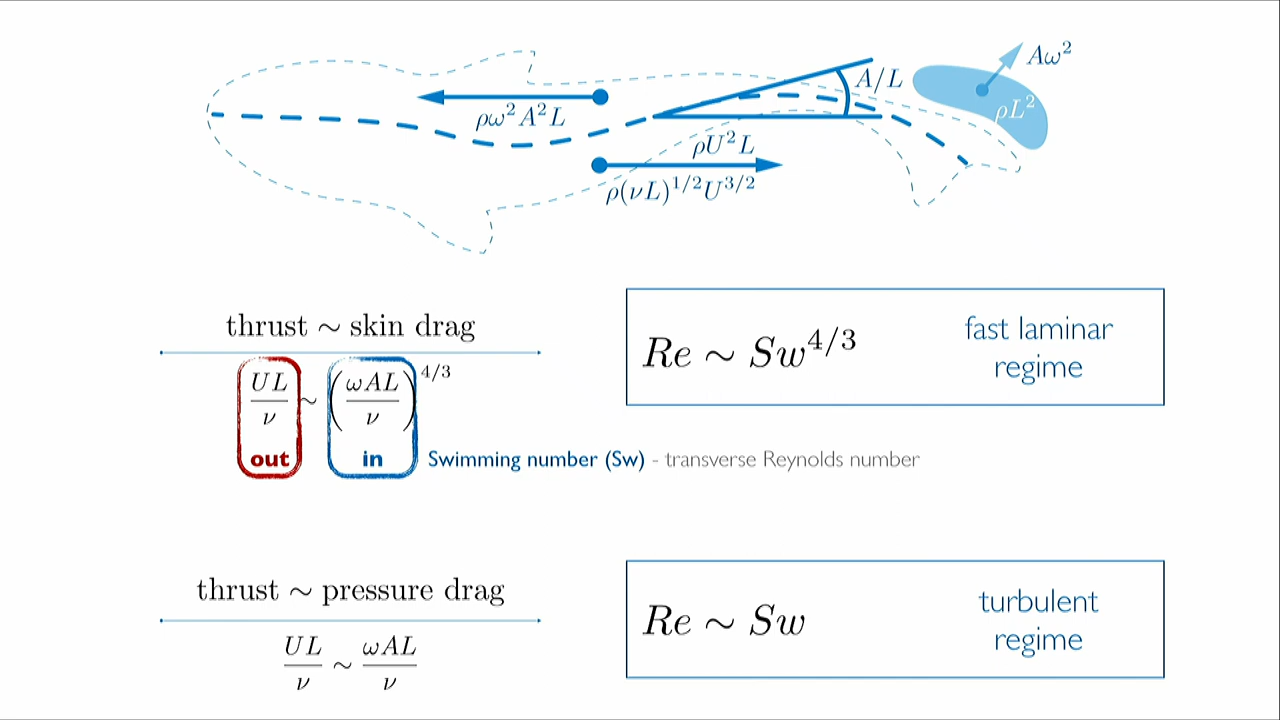 Aω²
A/L
ρL²
ρω²A²L
ρU²L
ρ(νL)^{1/2}U^{3/2}
thrust ∼ skin drag
UL/ν ∼ (ωAL/ν)^{4/3}
out in
Swimming number (Sw) - transverse Reynolds number
Re ∼ Sw^{4/3}
fast laminar
regime
thrust ∼ pressure drag
UL/ν ∼ ωAL/ν
Re ∼ Sw
turbulent
regime